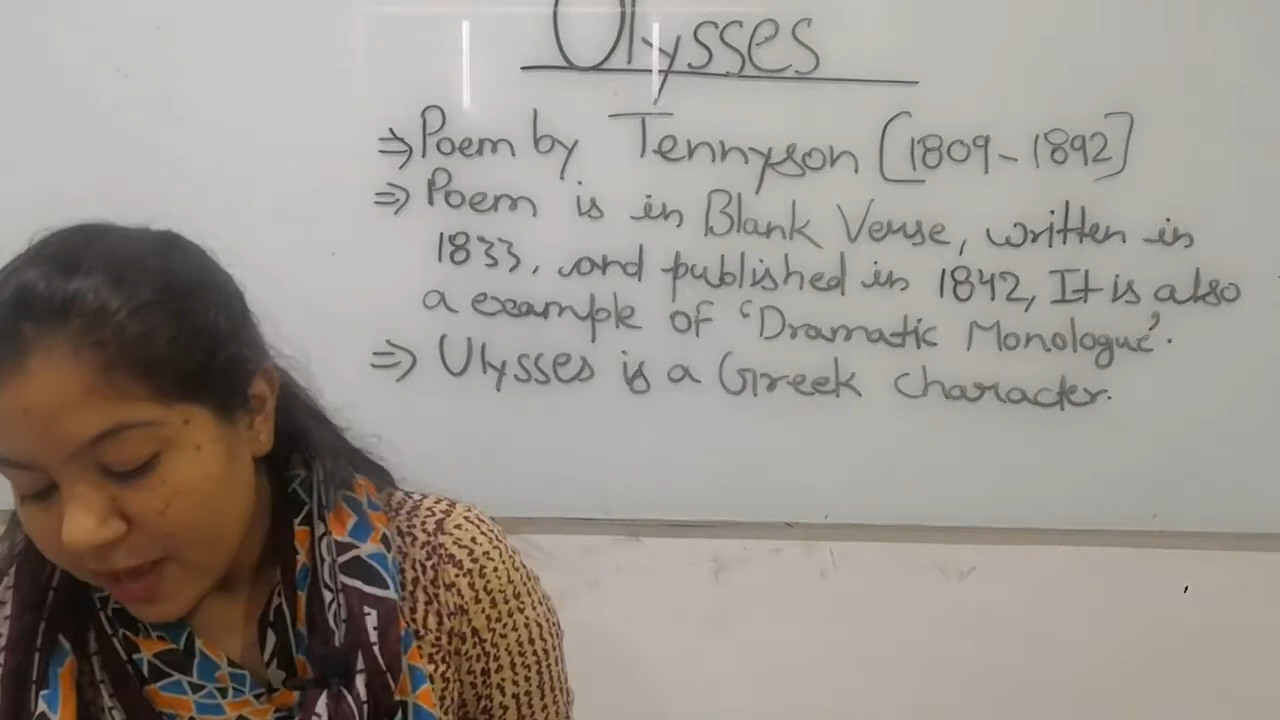 Ulysses
⇒ Poem by Tennyson [1809-1892]
⇒ Poem is in Blank Verse, written in
1833, and published in 1842, It is also
a example of 'Dramatic Monologue'.
⇒ Ulysses is a Greek character.